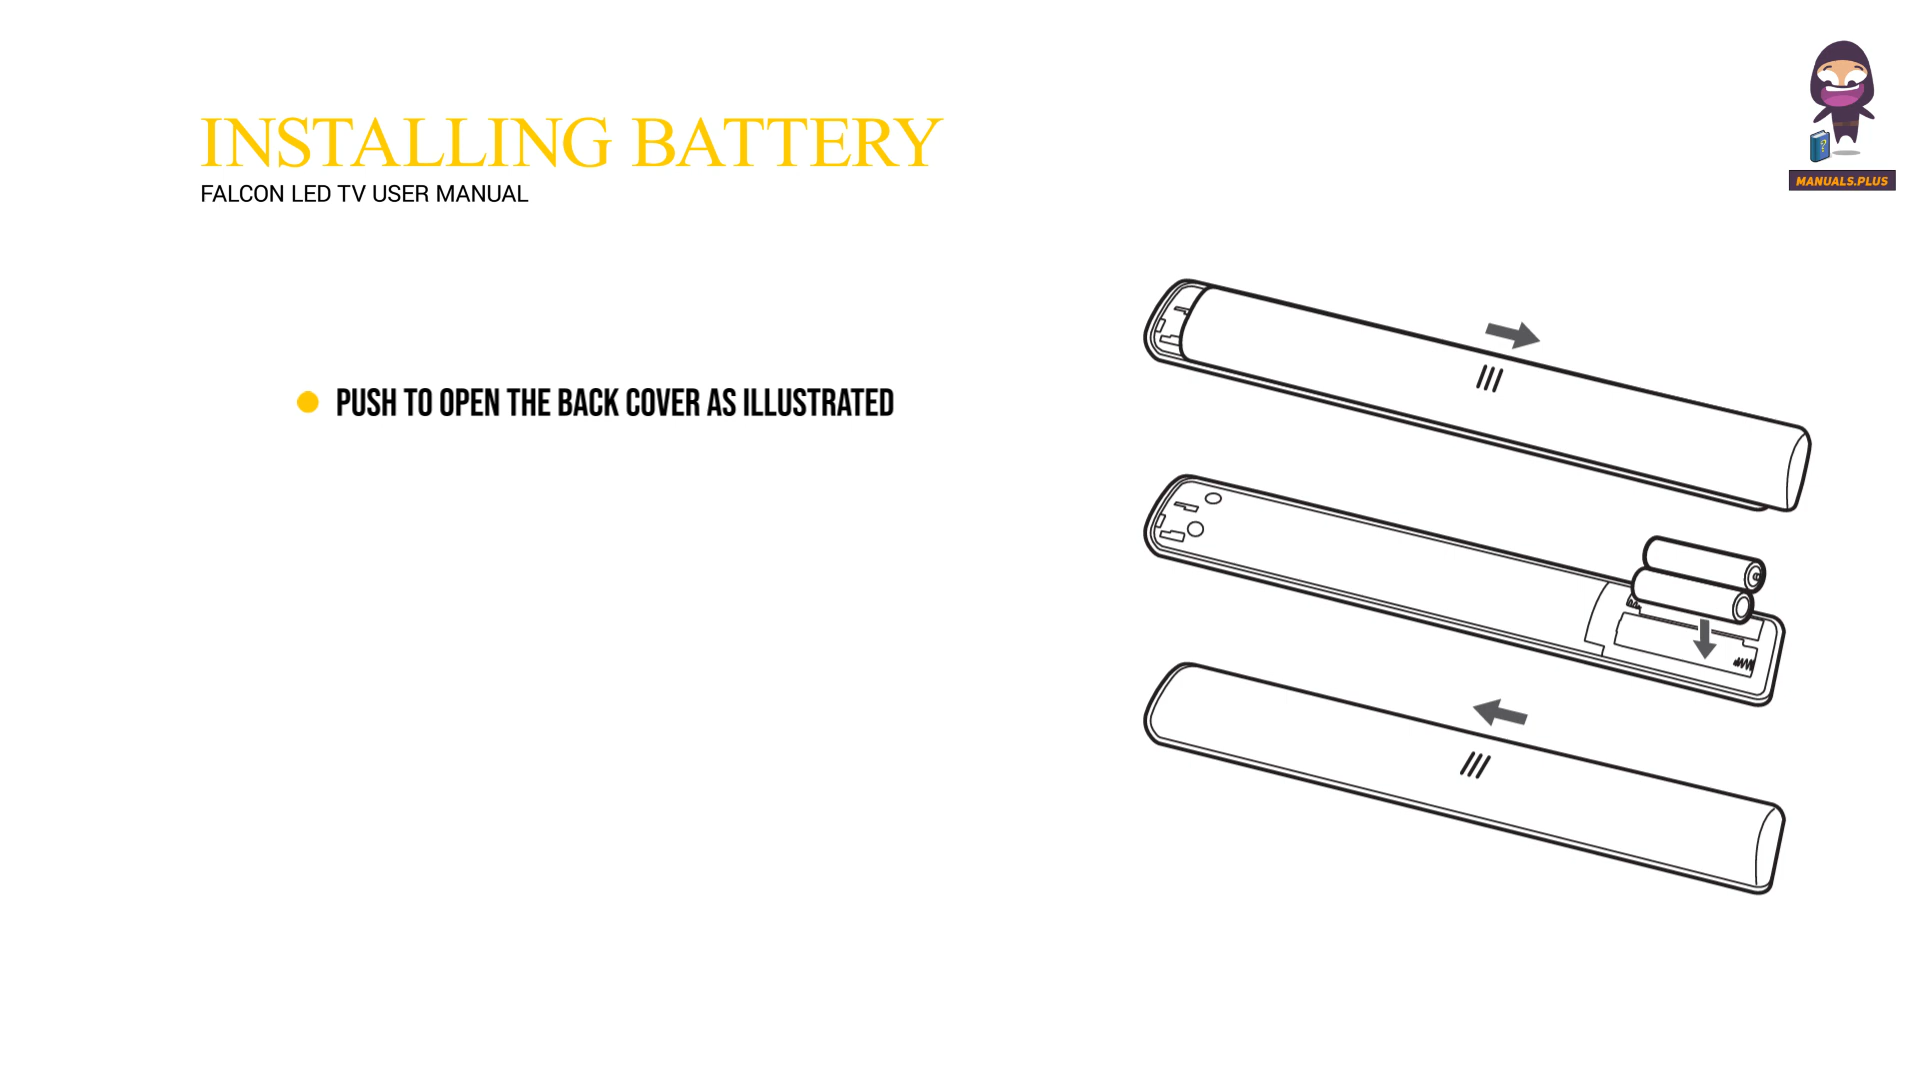 INSTALLING BATTERY
FALCON LED TV USER MANUAL
MANUALS.PLUS
PUSH TO OPEN THE BACK COVER AS ILLUSTRATED